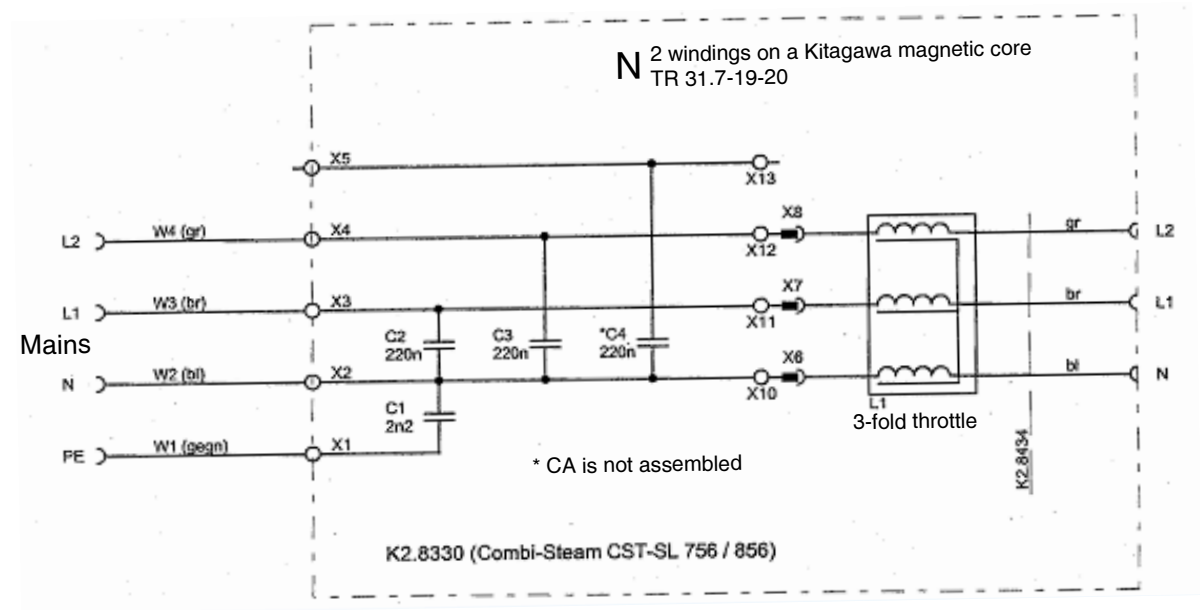 N 2 windings on a Kitagawa magnetic core
TR 31.7-19-20
X5
X13
L2 W4 (gr) X4 X12 X8 gr L2
L1 W3 (br) X3 X11 X7 br L1
Mains
C2
220n
C3
220n
*C4
220n
N W2 (bl) X2 X10 X6 bl N
C1
2n2
L1
3-fold throttle
PE W1 (gegn) X1
* CA is not assembled
K2.8434
K2.8330 (Combi-Steam CST-SL 756 / 856)